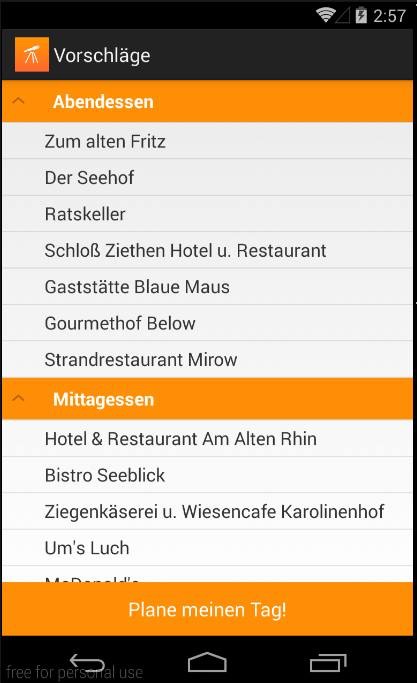 2:57
Vorschläge
Abendessen
Zum alten Fritz
Der Seehof
Ratskeller
Schloß Ziethen Hotel u. Restaurant
Gaststätte Blaue Maus
Gourmethof Below
Strandrestaurant Mirow
Mittagessen
Hotel & Restaurant Am Alten Rhin
Bistro Seeblick
Ziegenkäserei u. Wiesencafe Karolinenhof
Um's Luch
McDonald's
Plane meinen Tag!
free for personal use